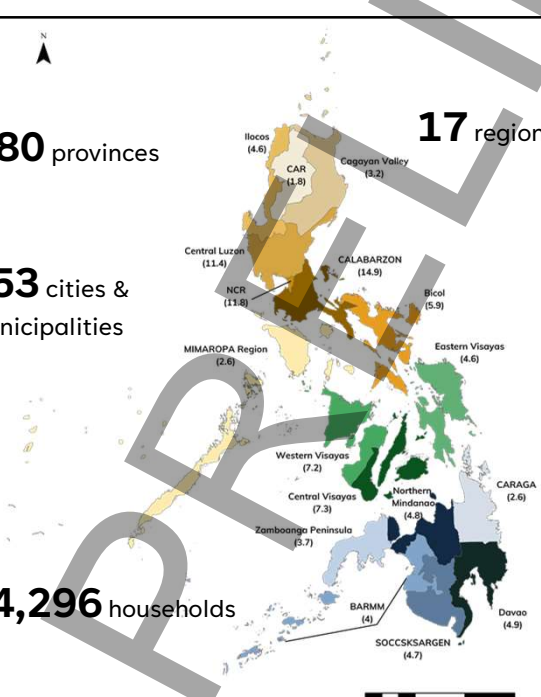 N
80 provinces
17 region
53 cities &
nicipalities
4,296 households
Ilocos
(4.6)
CAR
(1.8)
Cagayan Valley
(3.2)
Central Luzon
(11.4)
CALABARZON
(14.9)
NCR
(11.8)
Bicol
(5.9)
MIMAROPA Region
(2.6)
Eastern Visayas
(4.6)
Western Visayas
(7.2)
Central Visayas
(7.3)
Northern
Mindanao
(4.8)
CARAGA
(2.6)
Zamboanga Peninsula
(3.7)
BARMM
(4)
Davao
(4.9)
SOCCSKSARGEN
(4.7)
PRELI